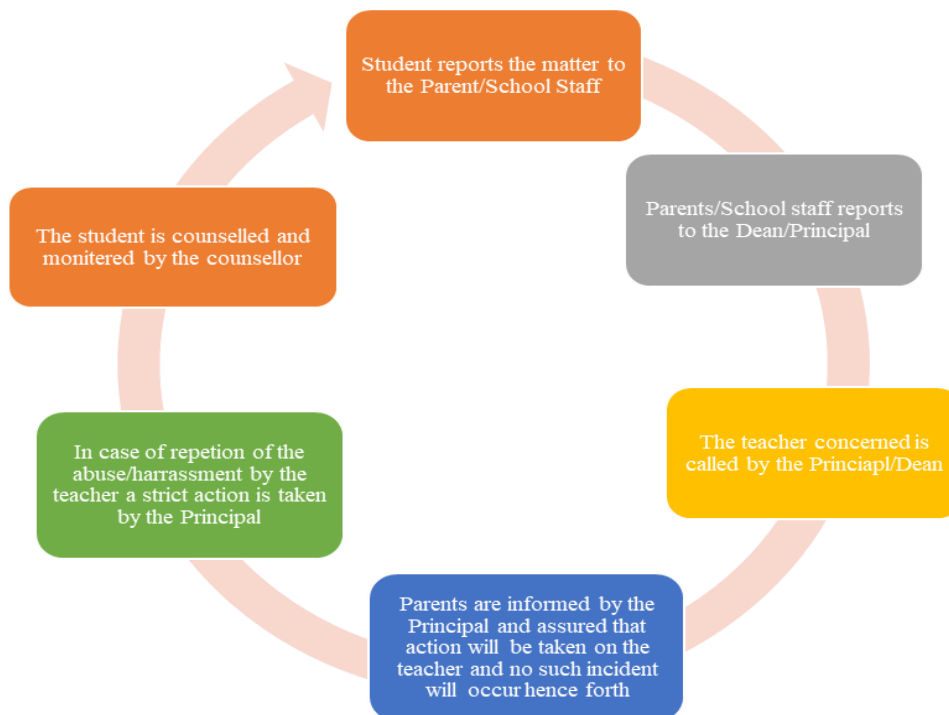 Student reports the matter to
the Parent/School Staff
Parents/School staff reports
to the Dean/Principal
The teacher concerned is
called by the Princiapl/Dean
Parents are informed by the
Principal and assured that
action will be taken on the
teacher and no such incident
will occur hence forth
In case of repetion of the
abuse/harrassment by the
teacher a strict action is taken
by the Principal
The student is counselled and
monitered by the counsellor